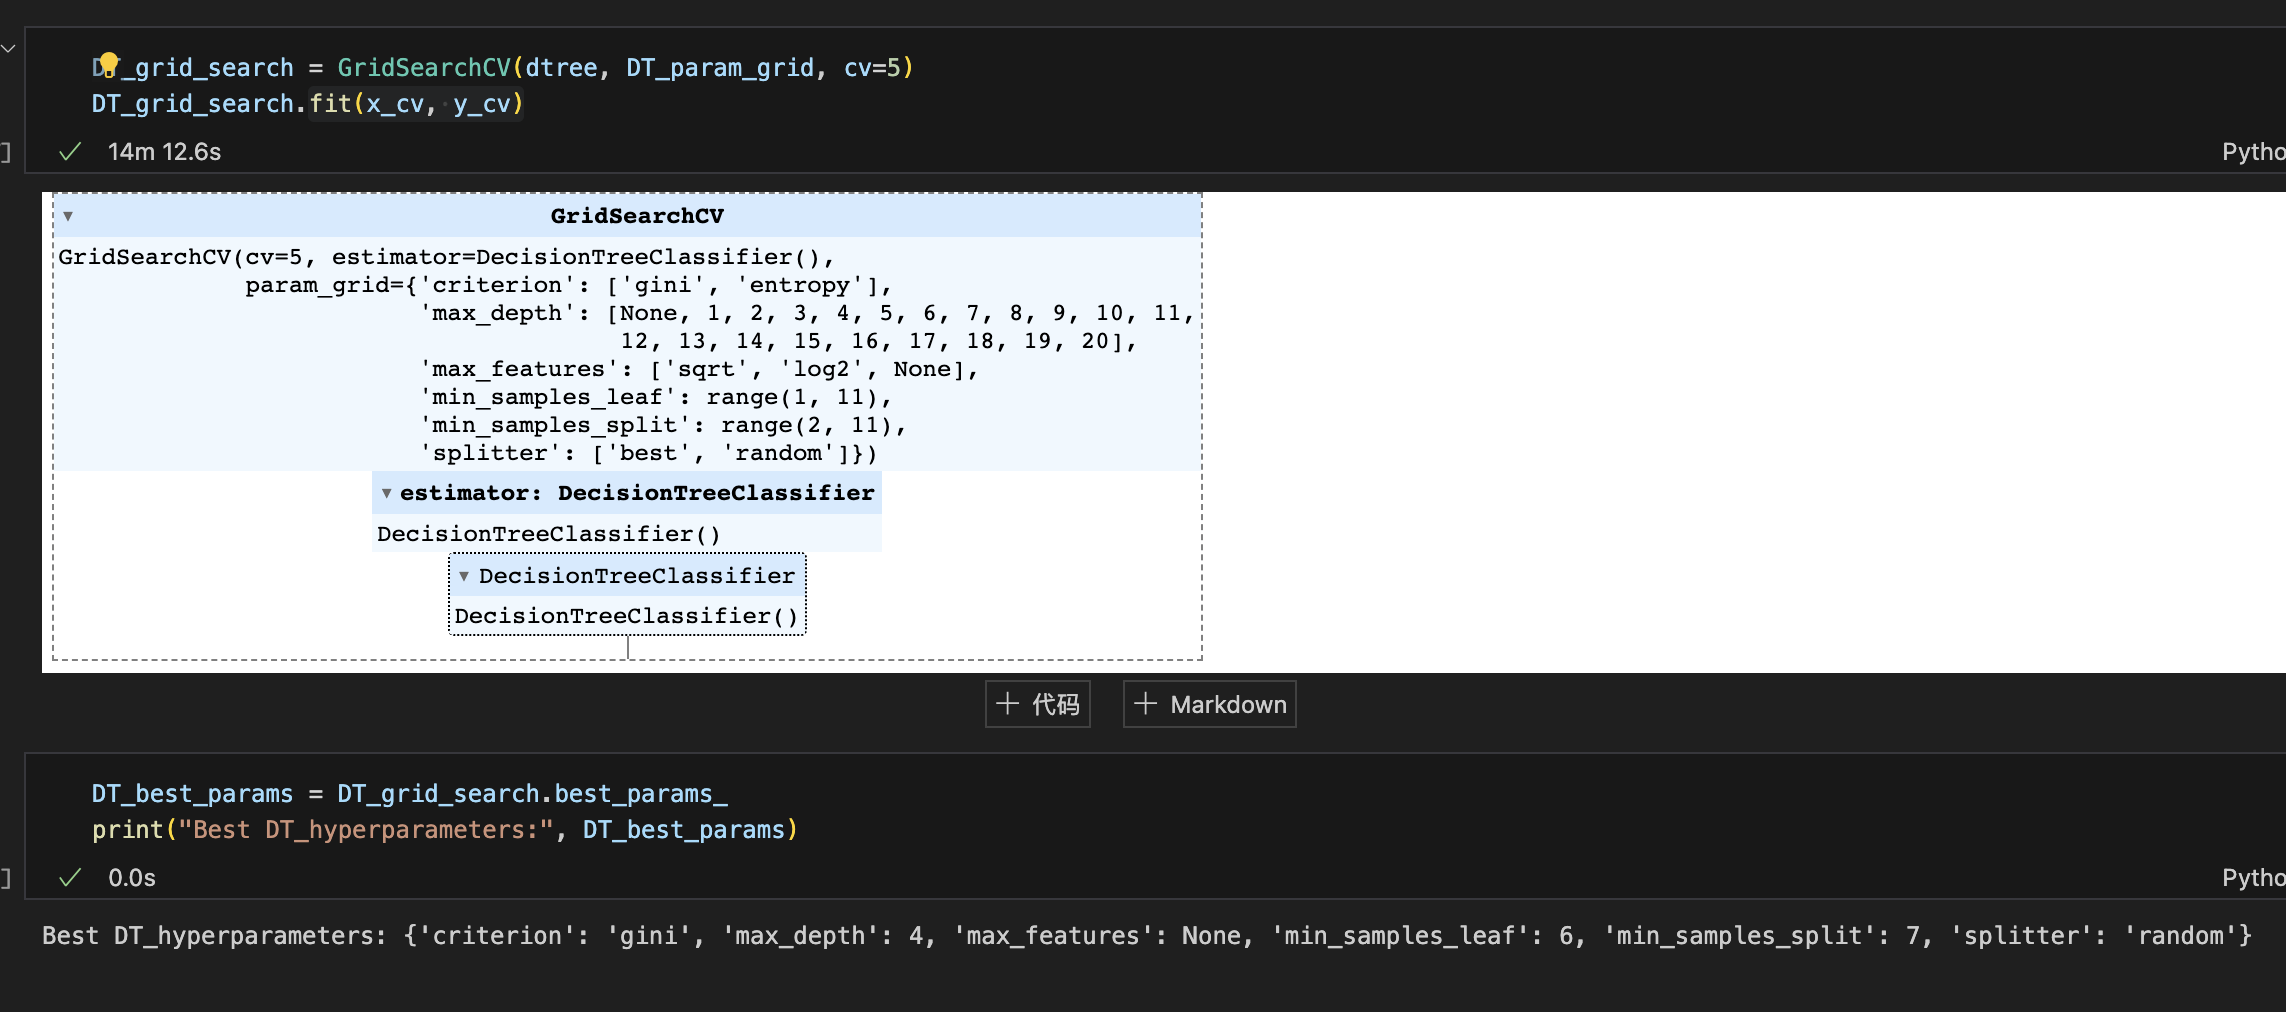 DT_grid_search = GridSearchCV(dtree, DT_param_grid, cv=5)
DT_grid_search.fit(x_cv, y_cv)
14m 12.6s
GridSearchCV
GridSearchCV(cv=5, estimator=DecisionTreeClassifier(),
param_grid={'criterion': ['gini', 'entropy'],
'max_depth': [None, 1, 2, 3, 4, 5, 6, 7, 8, 9, 10, 11,
12, 13, 14, 15, 16, 17, 18, 19, 20],
'max_features': ['sqrt', 'log2', None],
'min_samples_leaf': range(1, 11),
'min_samples_split': range(2, 11),
'splitter': ['best', 'random']})
estimator: DecisionTreeClassifier
DecisionTreeClassifier()
DecisionTreeClassifier
DecisionTreeClassifier()
代码 Markdown
DT_best_params = DT_grid_search.best_params_
print("Best DT_hyperparameters:", DT_best_params)
0.0s
Best DT_hyperparameters: {'criterion': 'gini', 'max_depth': 4, 'max_features': None, 'min_samples_leaf': 6, 'min_samples_split': 7, 'splitter': 'random'}